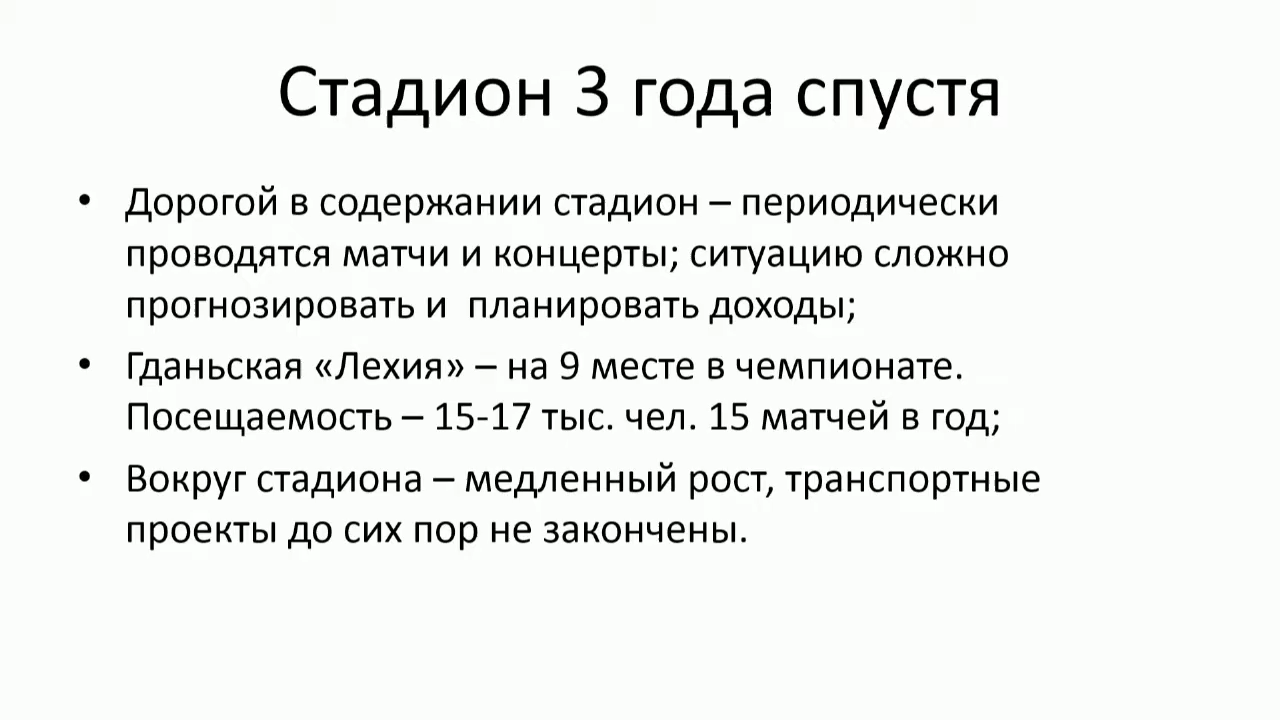 Стадион 3 года спустя
• Дорогой в содержании стадион – периодически
проводятся матчи и концерты; ситуацию сложно
прогнозировать и  планировать доходы;
• Гданьская «Лехия» – на 9 месте в чемпионате.
Посещаемость – 15-17 тыс. чел. 15 матчей в год;
• Вокруг стадиона – медленный рост, транспортные
проекты до сих пор не закончены.